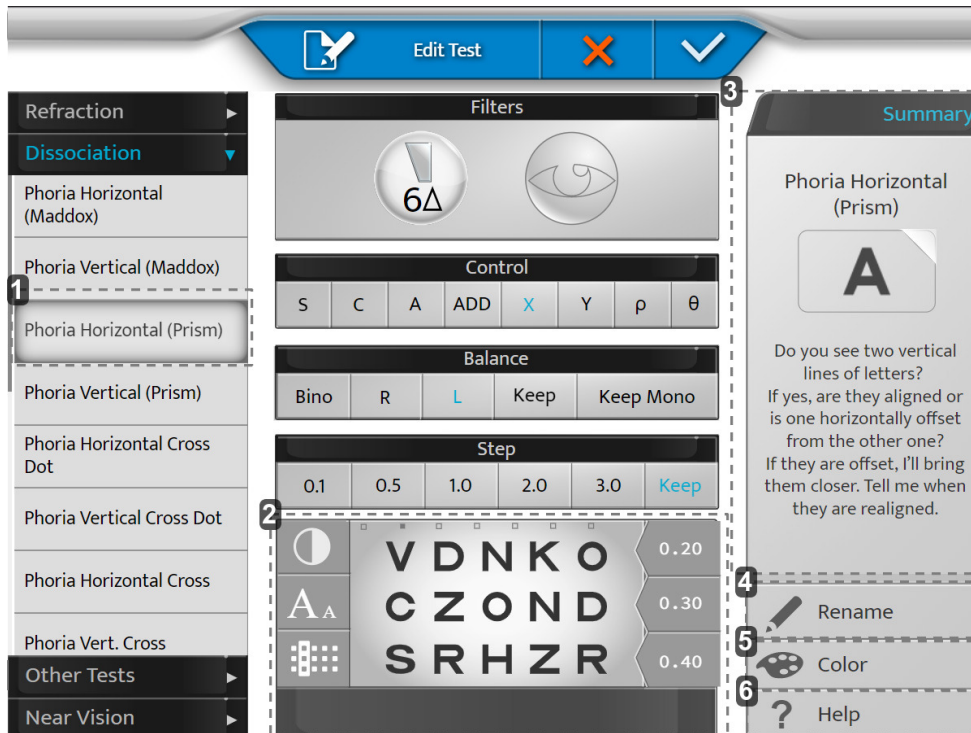 Edit Test
3
Refraction
Dissociation
Phoria Horizontal
(Maddox)
Phoria Vertical (Maddox)
1
Phoria Horizontal (Prism)
Phoria Vertical (Prism)
Phoria Horizontal Cross
Dot
Phoria Vertical Cross Dot
Phoria Horizontal Cross
Phoria Vert. Cross
Other Tests
Near Vision
Filters
6Δ
Control
S C A ADD X Y ρ θ
Balance
Bino R L Keep Keep Mono
Step
0.1 0.5 1.0 2.0 3.0 Keep
2
V D N K O 0.20
A A C Z O N D 0.30
S R H Z R 0.40
Summary
Phoria Horizontal
(Prism)
A
Do you see two vertical
lines of letters?
If yes, are they aligned or
is one horizontally offset
from the other one?
If they are offset, I'll bring
them closer. Tell me when
they are realigned.
4
Rename
5
Color
6
? Help